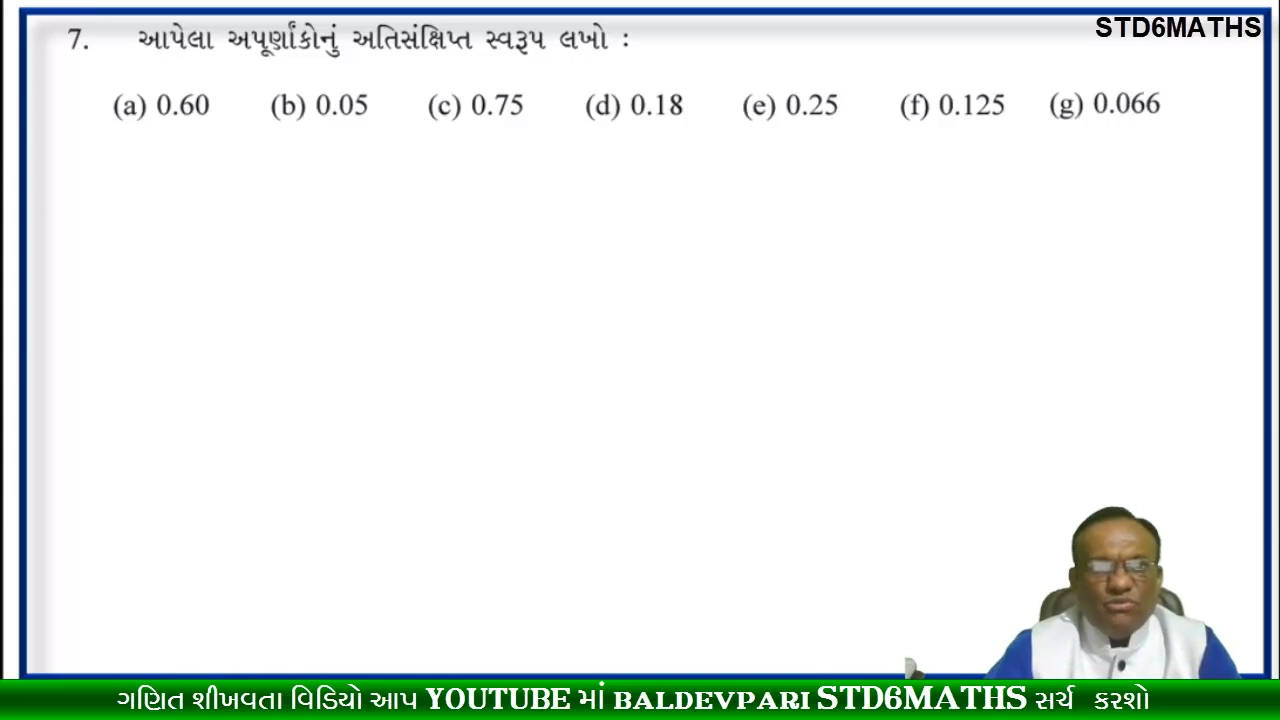 STD6MATHS
7. આપેલા અપૂર્ણાંકોનું અતિસંક્ષિપ્ત સ્વરૂપ લખો :
(a) 0.60 (b) 0.05 (c) 0.75 (d) 0.18 (e) 0.25 (f) 0.125 (g) 0.066
ગણિત શીખવતા વિડિયો આપ YOUTUBE માં BALDEVPARI STD6MATHS સર્ચ કરશો